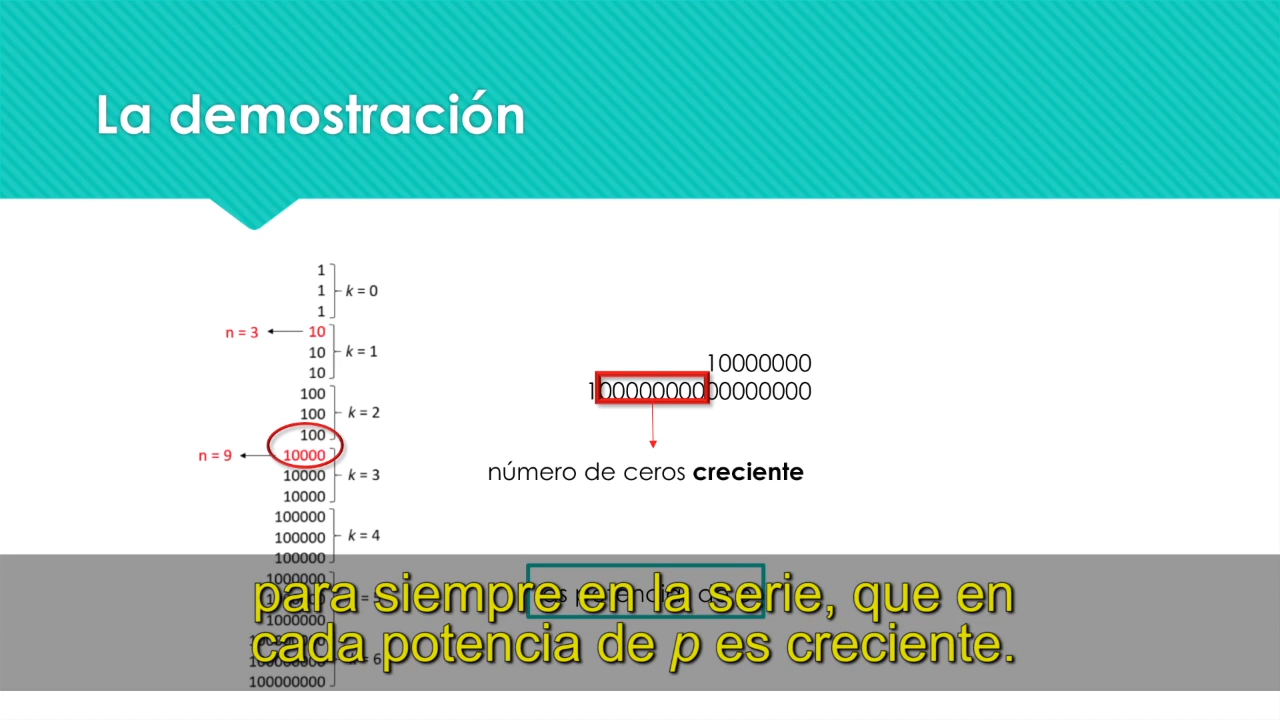 La demostración
1
1 k = 0
1
n = 3 10
10 k = 1
10
100
100 k = 2
100
n = 9 10000
10000 k = 3
10000
100000
100000 k = 4
100000
1000000
1000000
100000000
10000000
1000000000000000
número de ceros creciente
para siempre en la serie, que en
cada potencia de p es creciente.